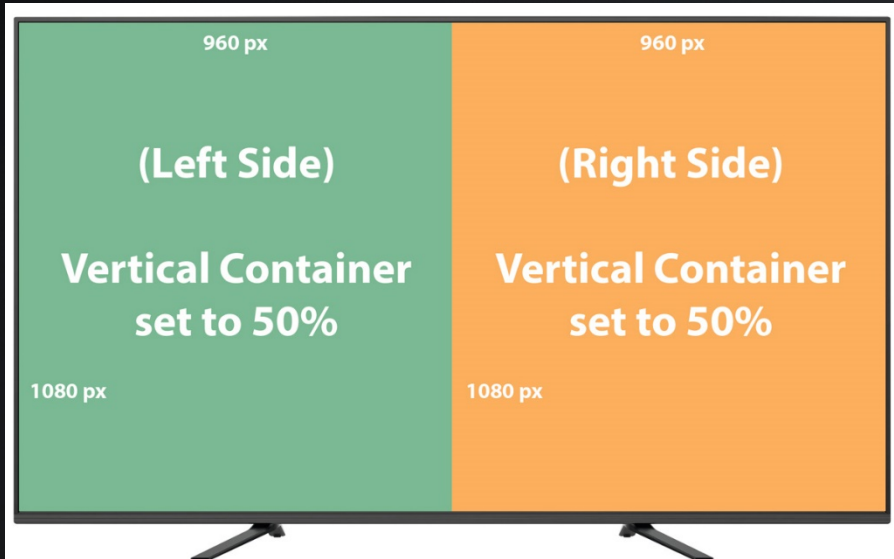 960 px
(Left Side)
Vertical Container
set to 50%
1080 px
960 px
(Right Side)
Vertical Container
set to 50%
1080 px